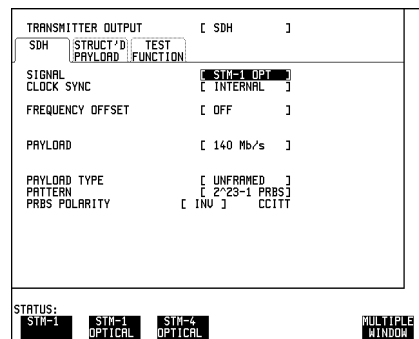 TRANSMITTER OUTPUT [ SDH ]
SDH STRUCT'D PAYLOAD TEST FUNCTION
SIGNAL [ STM-1 OPT ]
CLOCK SYNC [ INTERNAL ]
FREQUENCY OFFSET [ OFF ]
PAYLOAD [ 140 Mb/s ]
PAYLOAD TYPE [ UNFRAMED ]
PATTERN [ 2^23-1 PRBS]
PRBS POLARITY [ INV ] CCITT
STATUS:
STM-1 STM-1 OPTICAL STM-4 OPTICAL MULTIPLE WINDOW